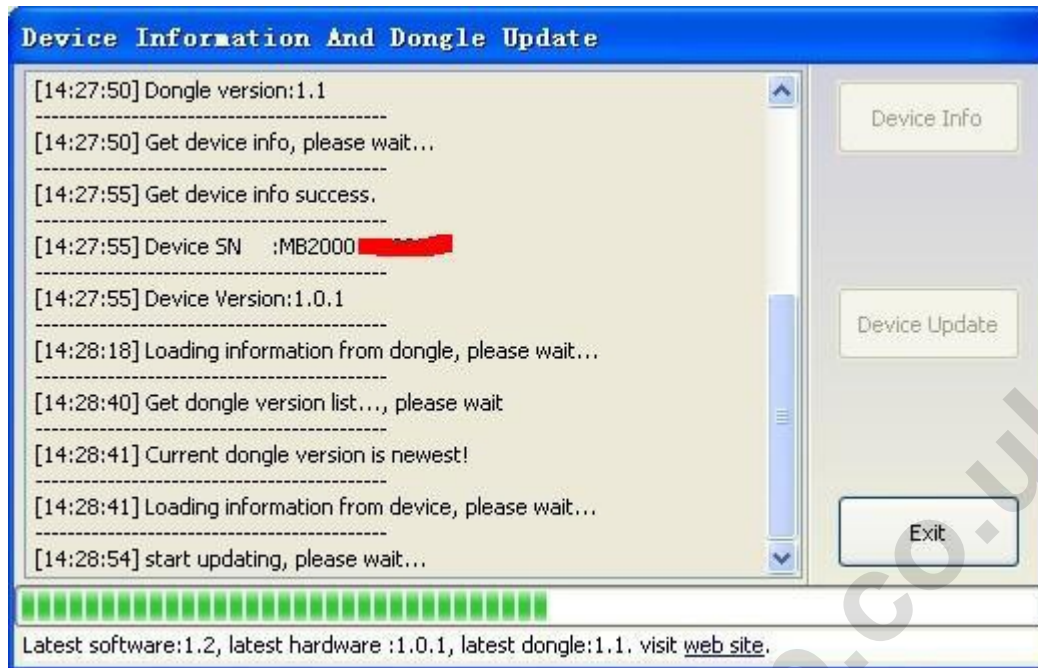 Device Information And Dongle Update
[14:27:50] Dongle version:1.1
----------------------------------------------
[14:27:50] Get device info, please wait...
----------------------------------------------
[14:27:55] Get device info success.
----------------------------------------------
[14:27:55] Device SN :MB2000
----------------------------------------------
[14:27:55] Device Version:1.0.1
----------------------------------------------
[14:28:18] Loading information from dongle, please wait...
----------------------------------------------
[14:28:40] Get dongle version list..., please wait
----------------------------------------------
[14:28:41] Current dongle version is newest!
----------------------------------------------
[14:28:41] Loading information from device, please wait...
----------------------------------------------
[14:28:54] start updating, please wait...
Device Info
Device Update
Exit
Latest software:1.2, latest hardware :1.0.1, latest dongle:1.1. visit web site.